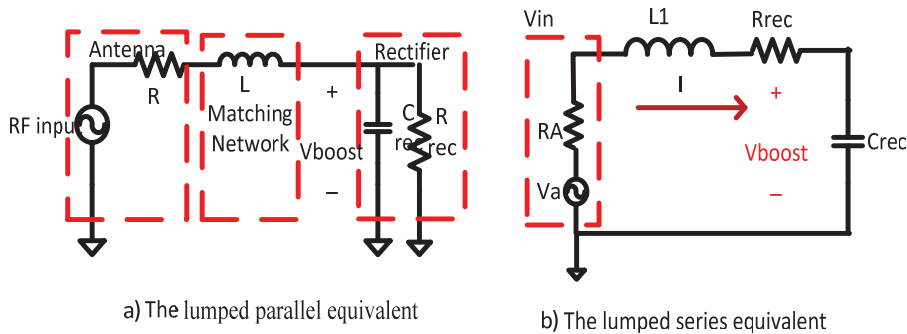 Antenna
Rectifier
R
L
RF input
Matching
Network
+
Vboost
–
C
rec
R
rec
a) The lumped parallel equivalent
Vin
L1
Rrec
I
RA
Va
+
Vboost
–
Crec
b) The lumped series equivalent